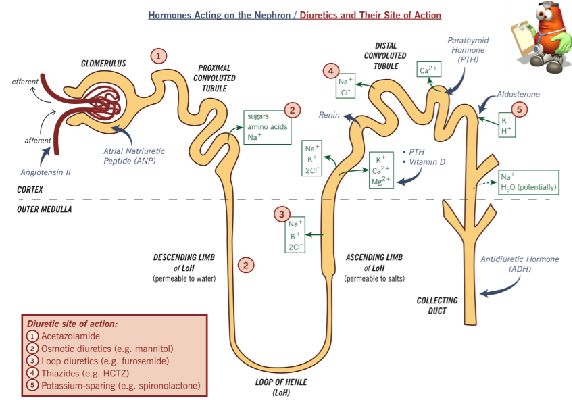 Hormones Acting on the Nephron / Diuretics and Their Site of Action
GLOMERULUS
1
PROXIMAL
CONVOLUTED
TUBULE
DISTAL
CONVOLUTED
TUBULE
Parathyroid
Hormone
(PTH)
efferent
afferent
Angiotensin II
Atrial Natriuretic
Peptide (ANP)
2
sugars
amino acids
Na+
4
Na+
Cl-
Ca2+
Renin
Aldosterone
5
K+
H+
Na+
K+
2Cl-
K+
Ca2+
Mg2+
• PTH
• Vitamin D
Na+
H2O (potentially)
CORTEX
OUTER MEDULLA
3
Na+
K+
2Cl-
DESCENDING LIMB
of LoH
(permeable to water)
2
ASCENDING LIMB
of LoH
(permeable to salts)
Antidiuretic Hormone
(ADH)
COLLECTING
DUCT
LOOP OF HENLE
(LoH)
Diuretic site of action:
1 Acetazolamide
2 Osmotic diuretics (e.g. mannitol)
3 Loop diuretics (e.g. furosemide)
4 Thiazides (e.g. HCTZ)
5 Potassium-sparing (e.g. spironolactone)